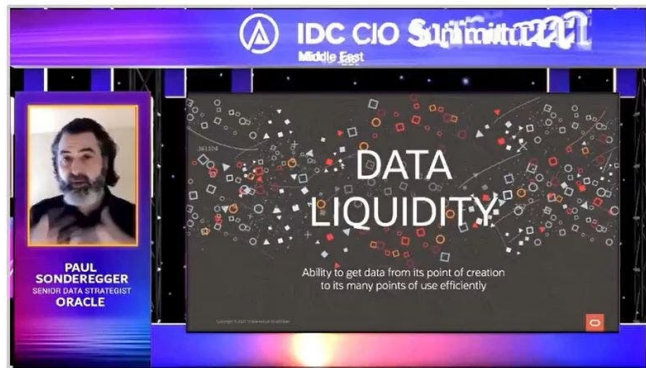 IDC CIO
Middle East
PAUL
SONDEREGGER
SENIOR DATA STRATEGIST
ORACLE
DATA
LIQUIDITY
Ability to get data from its point of creation
to its many points of use efficiently